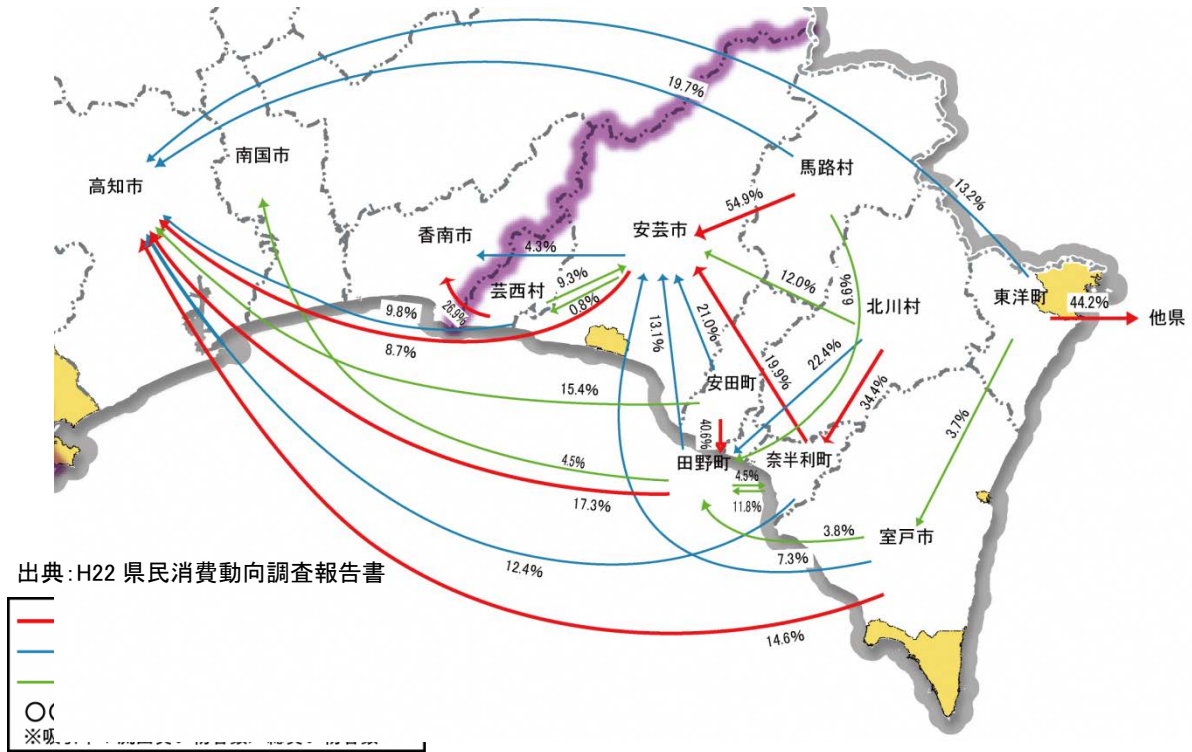 19.7%
南国市
馬路村
高知市
13.2%
54.9%
香南市
安芸市
4.3%
9.3%
12.0%
6.6%
芸西村
0.8%
北川村
東洋町
44.2%
他県
26.9%
9.8%
21.0%
13.1%
8.7%
22.4%
19.9%
安田町
15.4%
34.4%
3.7%
40.6%
田野町
奈半利町
4.5%
4.5%
11.8%
17.3%
3.8%
室戸市
7.3%
12.4%
出典:H22 県民消費動向調査報告書
14.6%